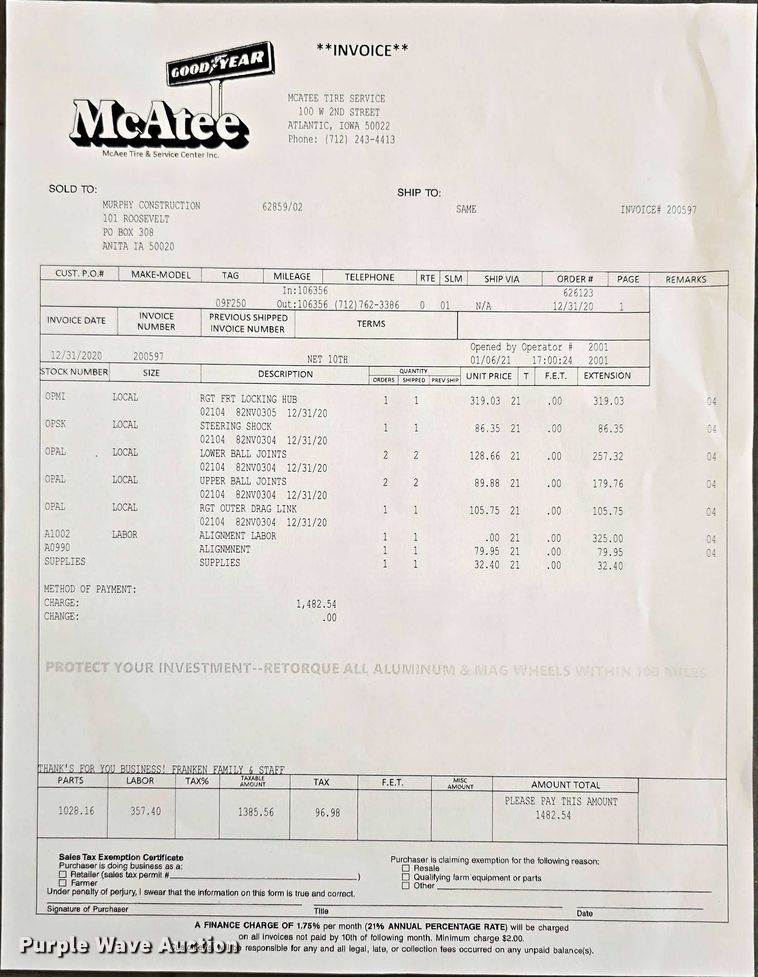 **INVOICE**
GOODYEAR
McAtee
McAee Tire & Service Center Inc.
MCATEE TIRE SERVICE
100 W 2ND STREET
ATLANTIC, IOWA 50022
Phone: (712) 243-4413
SOLD TO:
SHIP TO:
MURPHY CONSTRUCTION 62859/02 SAME INVOICE# 200597
101 ROOSEVELT
PO BOX 308
ANITA IA 50020
CUST. P.O.# MAKE-MODEL TAG MILEAGE TELEPHONE RTE SLM SHIP VIA ORDER # PAGE REMARKS
In:106356 626123
09F250 Out:106356 (712)762-3386 0 01 N/A 12/31/20 1
INVOICE DATE INVOICE NUMBER PREVIOUS SHIPPED INVOICE NUMBER TERMS
Opened by Operator # 2001
12/31/2020 200597 NET 10TH 01/06/21 17:00:24 2001
STOCK NUMBER SIZE DESCRIPTION QUANTITY ORDERS SHIPPED PREV SHIP UNIT PRICE T F.E.T. EXTENSION
OPMI LOCAL RGT FRT LOCKING HUB 1 1 319.03 21 .00 319.03 04
02104 82NV0305 12/31/20
OPSK LOCAL STEERING SHOCK 1 1 86.35 21 .00 86.35 04
02104 82NV0304 12/31/20
OPAL . LOCAL LOWER BALL JOINTS 2 2 128.66 21 .00 257.32 04
02104 82NV0304 12/31/20
OPAL LOCAL UPPER BALL JOINTS 2 2 89.88 21 .00 179.76 04
02104 82NV0304 12/31/20
OPAL LOCAL RGT OUTER DRAG LINK 1 1 105.75 21 .00 105.75 04
02104 82NV0304 12/31/20
A1002 LABOR ALIGNMENT LABOR 1 1 .00 21 .00 325.00 04
A0990 ALIGNMNENT 1 1 79.95 21 .00 79.95 04
SUPPLIES SUPPLIES 1 1 32.40 21 .00 32.40
METHOD OF PAYMENT:
CHARGE: 1,482.54
CHANGE: .00
PROTECT YOUR INVESTMENT--RETORQUE ALL ALUMINUM & MAG WHEELS WITHIN 100 MILES
THANK'S FOR YOU BUSINESS! FRANKEN FAMILY & STAFF
PARTS LABOR TAX% TAXABLE AMOUNT TAX F.E.T. MISC AMOUNT AMOUNT TOTAL
PLEASE PAY THIS AMOUNT
1028.16 357.40 1385.56 96.98 1482.54
Sales Tax Exemption Certificate
Purchaser is doing business as a:
Retailer (sales tax permit #)
Farmer
Under penalty of perjury, I swear that the information on this form is true and correct.
Purchaser is claiming exemption for the following reason:
Resale
Qualifying farm equipment or parts
Other
Signature of Purchaser Title Date
A FINANCE CHARGE OF 1.75% per month (21% ANNUAL PERCENTAGE RATE) will be charged
on all invoices not paid by 10th of following month. Minimum charge $2.00.
responsible for any and all legal, late, or collection fees occurred on any unpaid balance(s).
Purple Wave Auction